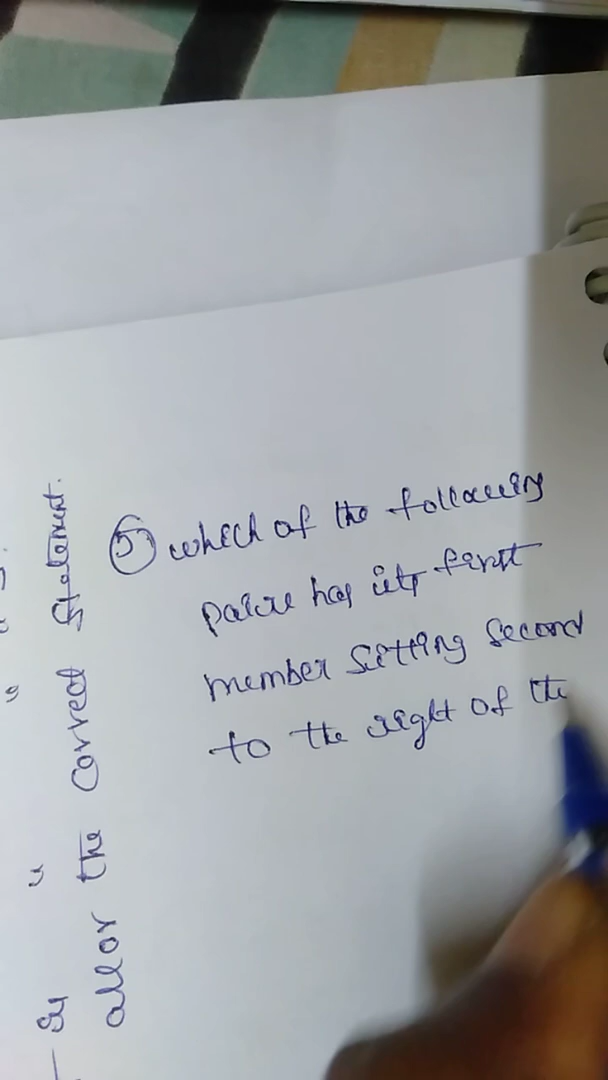 5) which of the following
paire has its first
member sitting second
to the right of the
allor the correct statement.